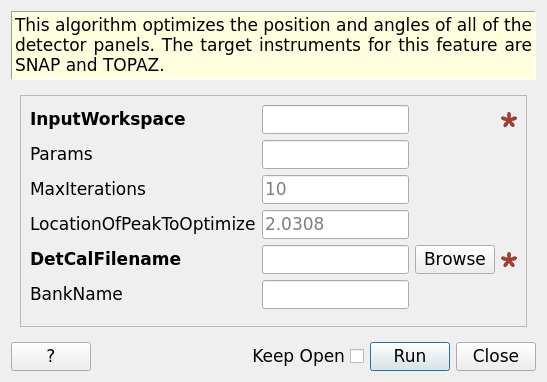 This algorithm optimizes the position and angles of all of the
detector panels. The target instruments for this feature are
SNAP and TOPAZ.
InputWorkspace
Params
MaxIterations 10
LocationOfPeakToOptimize 2.0308
DetCalFilename Browse
BankName
? Keep Open Run Close